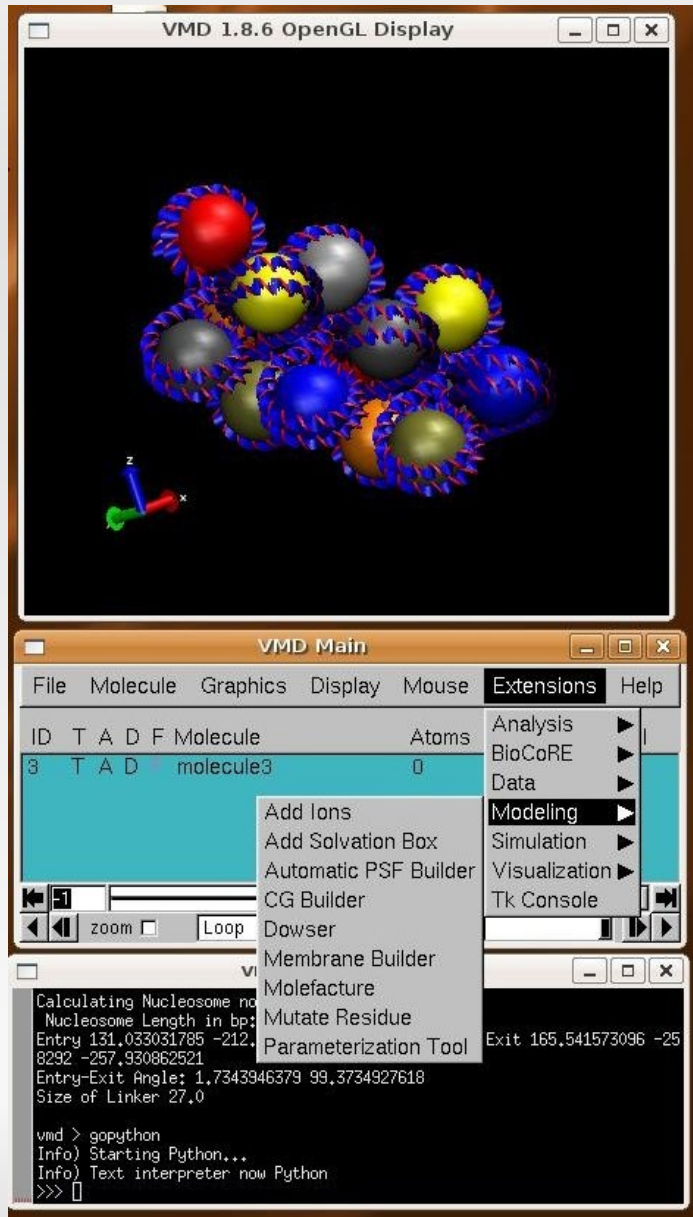 VMD 1.8.6 OpenGL Display
z
x
VMD Main
File Molecule Graphics Display Mouse Extensions Help
ID T A D F Molecule Atoms
3 T A D F molecule3 0
Analysis
BioCoRE
Data
Modeling
Simulation
Visualization
Tk Console
Add Ions
Add Solvation Box
Automatic PSF Builder
CG Builder
Dowser
Membrane Builder
Molefacture
Mutate Residue
Parameterization Tool
-1
zoom Loop
Calculating Nucleosome
Nucleosome Length in bp:
Entry 131.033031785 -212. Exit 165.541573096 -25
8292 -257.930862521
Entry-Exit Angle: 1.7343946379 99.3734927618
Size of Linker 27.0
vmd > gopython
Info) Starting Python...
Info) Text interpreter now Python
>>>